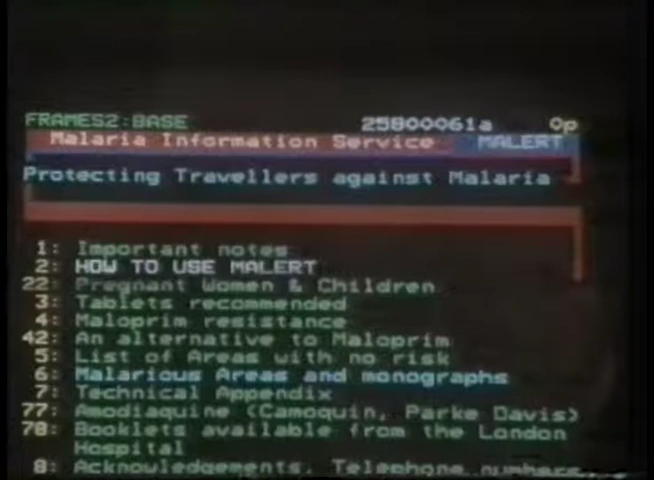 FRAMES2:BASE 25800061a 0p
Malaria Information Service MALERT
Protecting Travellers against Malaria
1: Important notes
2: HOW TO USE MALERT
22: Pregnant Women & Children
3: Tablets recommended
4: Maloprim resistance
42: An alternative to Maloprim
5: List of Areas with no risk
6: Malarious Areas and monographs
7: Technical Appendix
77: Amodiaquine (Camoquin, Parke Davis)
78: Booklets available from the London
Hospital
8: Acknowledgements, Telephone numbers